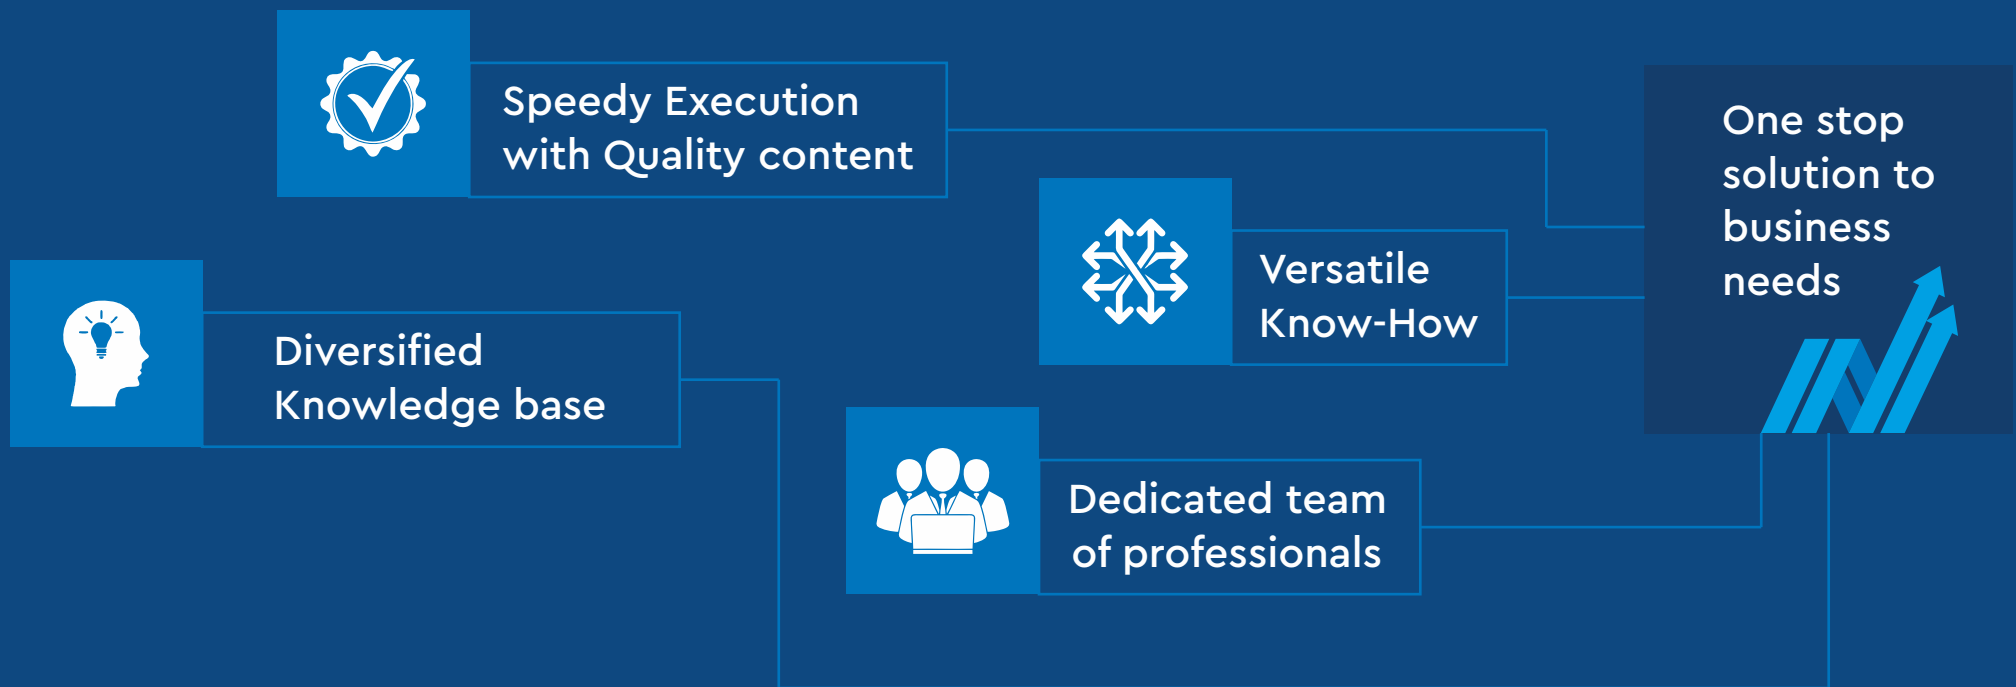 Speedy Execution
with Quality content
One stop
solution to
business
needs
Versatile
Know-How
Diversified
Knowledge base
Dedicated team
of professionals